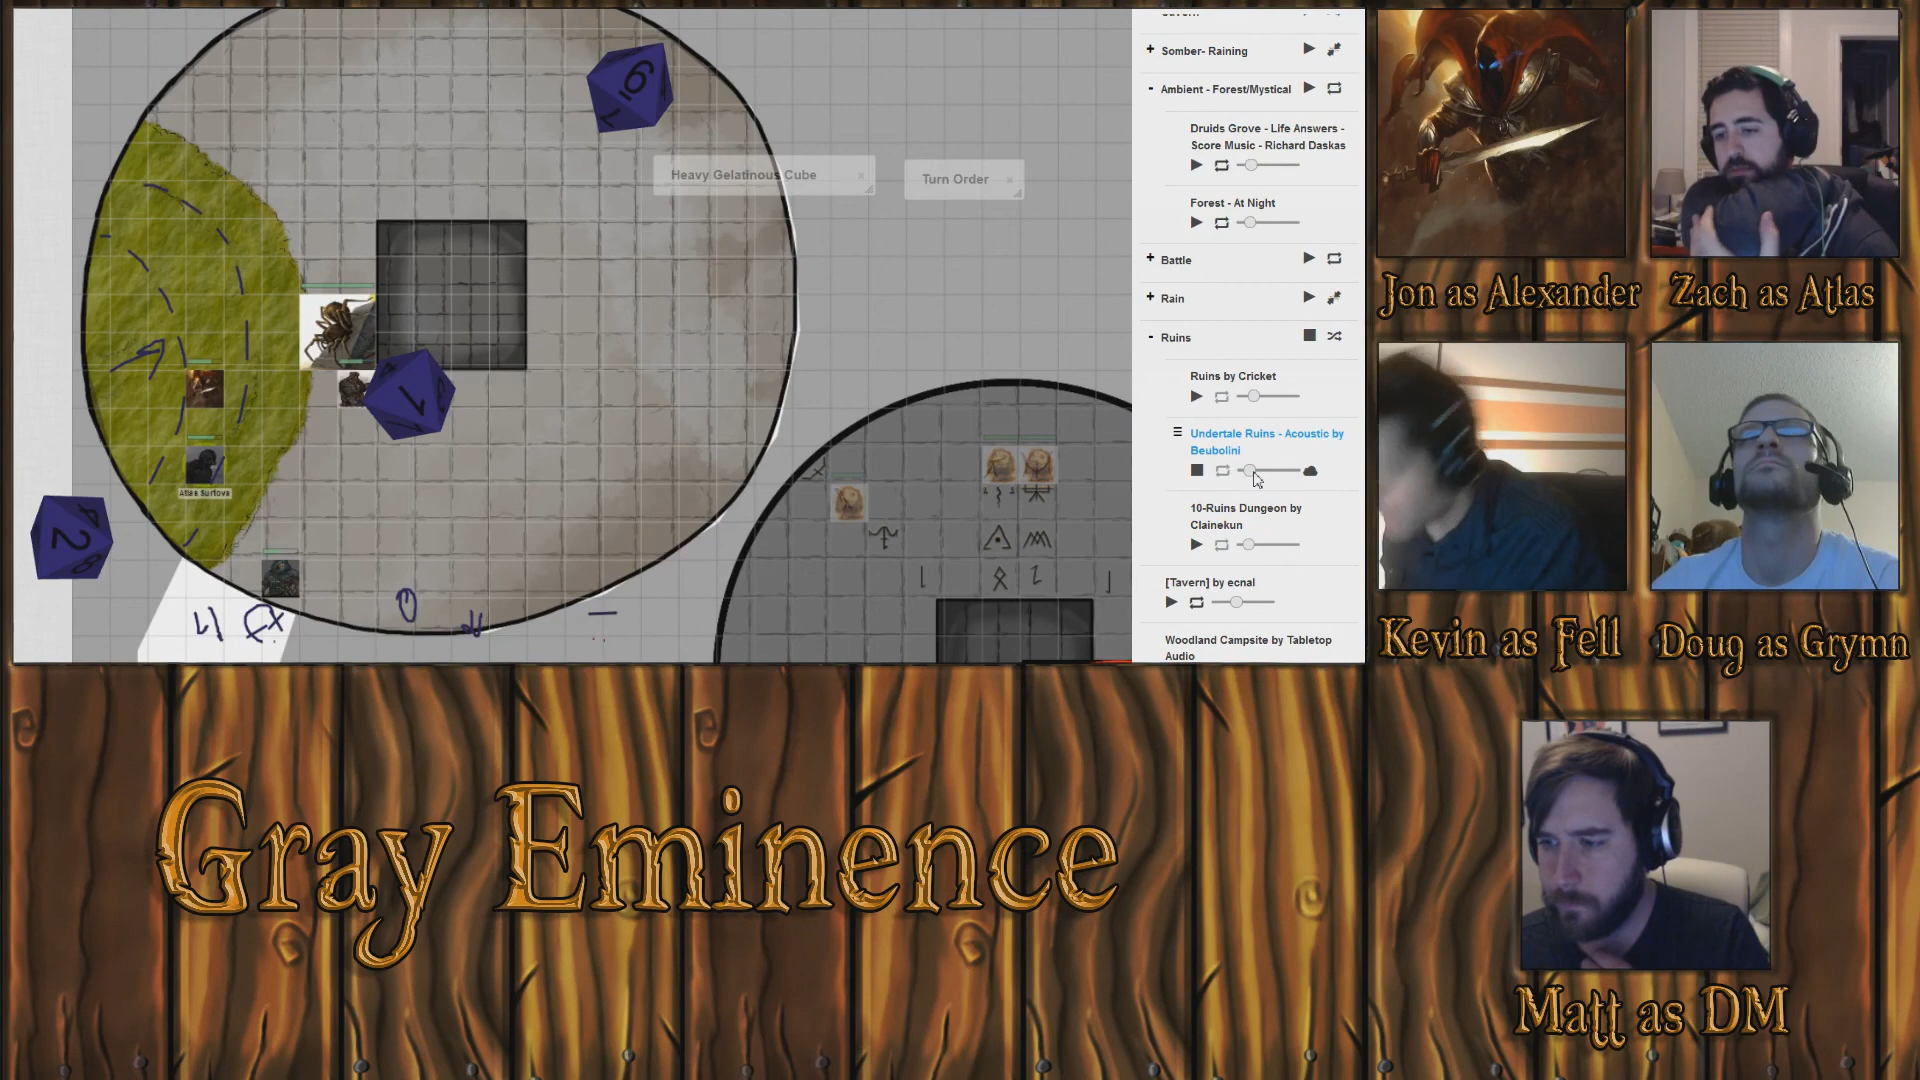 Heavy Gelatinous Cube
Turn Order
Atlas Surtova
Somber- Raining
Ambient - Forest/Mystical
Druids Grove - Life Answers -
Score Music - Richard Daskas
Forest - At Night
Battle
Rain
Ruins
Ruins by Cricket
Undertale Ruins - Acoustic by
Beubolini
10-Ruins Dungeon by
Clainekun
[Tavern] by ecnal
Woodland Campsite by Tabletop
Audio
Jon as Alexander
Zach as Atlas
Kevin as Fell
Doug as Grymn
Matt as DM
Gray Eminence
1
2